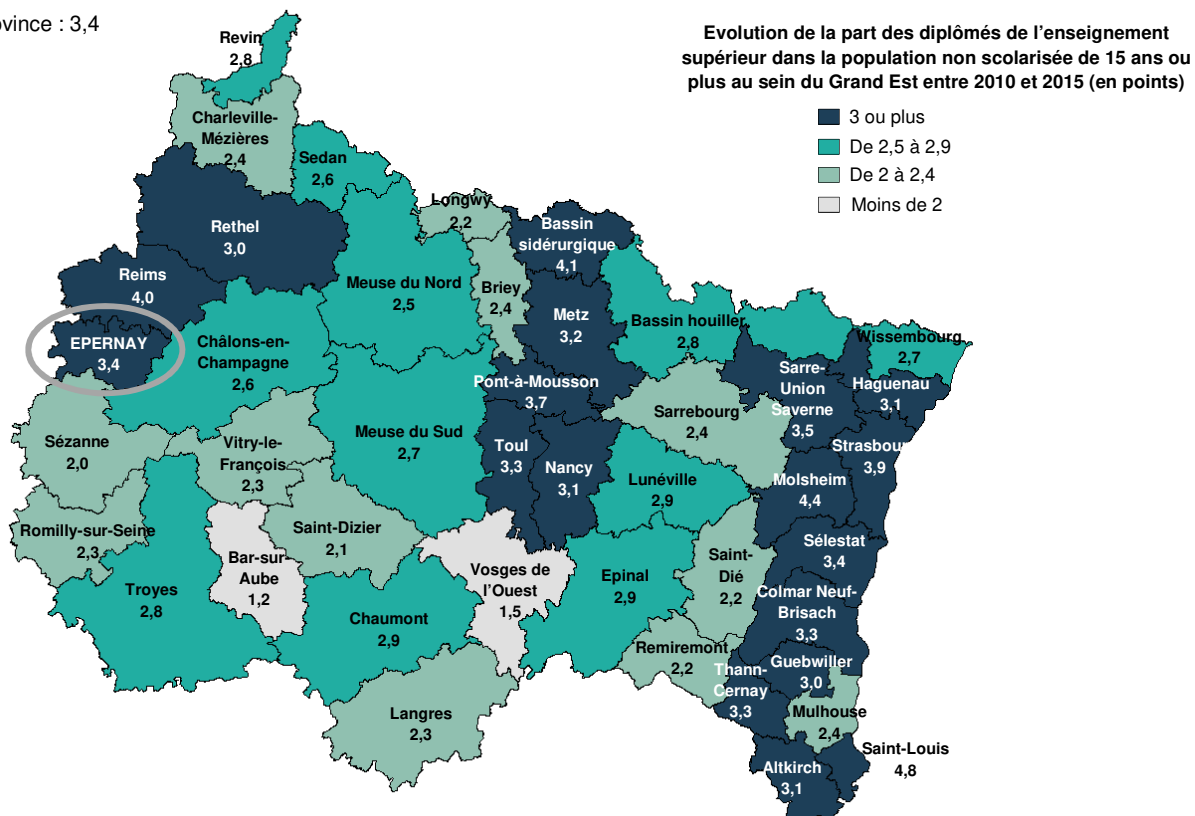 ovince : 3,4
Evolution de la part des diplômés de l'enseignement
supérieur dans la population non scolarisée de 15 ans ou
plus au sein du Grand Est entre 2010 et 2015 (en points)
3 ou plus
De 2,5 à 2,9
De 2 à 2,4
Moins de 2
Revin
2,8
Charleville-
Mézières
2,4
Sedan
2,6
Rethel
3,0
Longwy
2,2
Bassin
sidérurgique
4,1
Reims
4,0
Meuse du Nord
2,5
Briey
2,4
Metz
3,2
Bassin houiller
2,8
Wissembourg
2,7
EPERNAY
3,4
Châlons-en-
Champagne
2,6
Pont-à-Mousson
3,7
Sarre-
Union
Saverne
3,5
Haguenau
3,1
Sézanne
2,0
Vitry-le-
François
2,3
Meuse du Sud
2,7
Toul
3,3
Nancy
3,1
Sarrebourg
2,4
Strasbour
3,9
Lunéville
2,9
Molsheim
4,4
Romilly-sur-Seine
2,3
Saint-Dizier
2,1
Troyes
2,8
Bar-sur-
Aube
1,2
Vosges de
l'Ouest
1,5
Epinal
2,9
Saint-
Dié
2,2
Sélestat
3,4
Chaumont
2,9
Colmar Neuf-
Brisach
3,3
Remiremont
2,2
Guebwiller
3,0
Thann-
Cernay
3,3
Langres
2,3
Mulhouse
2,4
Saint-Louis
4,8
Altkirch
3,1